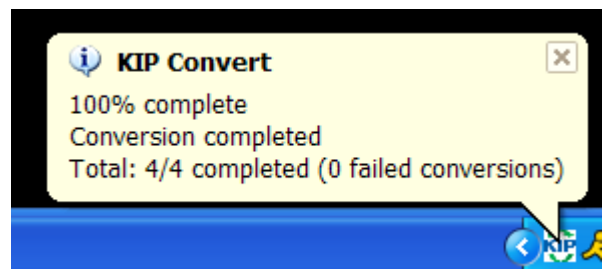 KIP Convert
100% complete
Conversion completed
Total: 4/4 completed (0 failed conversions)
KIP